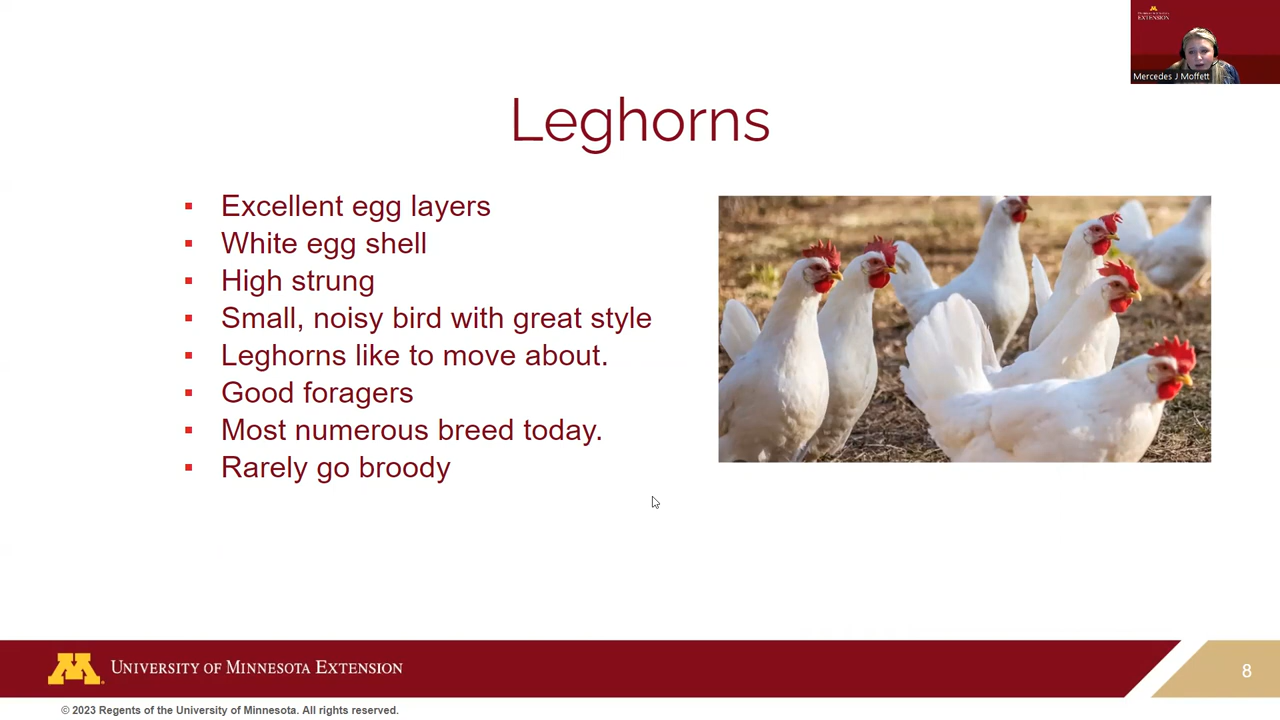 EXTENSION
Mercedes J Moffett
Leghorns
Excellent egg layers
White egg shell
High strung
Small, noisy bird with great style
Leghorns like to move about.
Good foragers
Most numerous breed today.
Rarely go broody
UNIVERSITY OF MINNESOTA EXTENSION
8
© 2023 Regents of the University of Minnesota. All rights reserved.